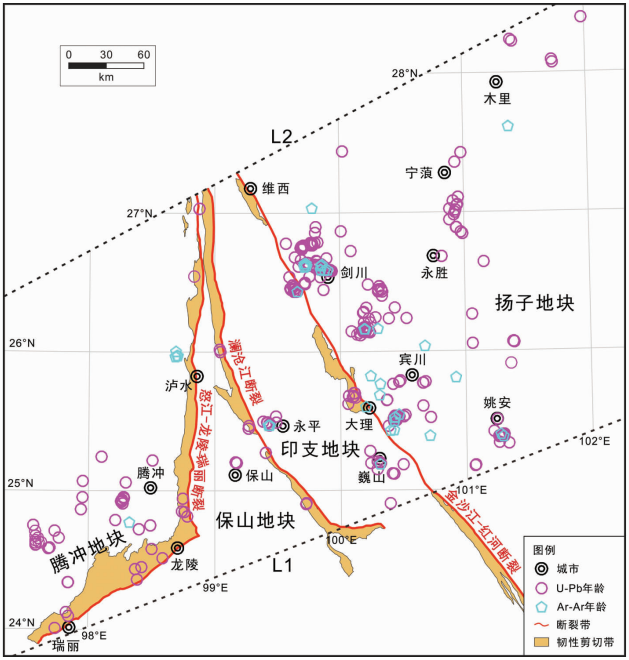 0 30 60
km
28°N
木里
L2
宁蒗
维西
27°N
剑川
永胜
扬子地块
26°N
澜沧江断裂
宾川
泸水
怒江-龙陵-瑞丽断裂
大理
姚安
永平
印支地块
102°E
腾冲
保山
巍山
101°E
25°N
保山地块
金沙江-红河断裂
腾冲地块
100°E
龙陵
L1
99°E
24°N
98°E
瑞丽
图例
城市
U-Pb年龄
Ar-Ar年龄
断裂带
韧性剪切带